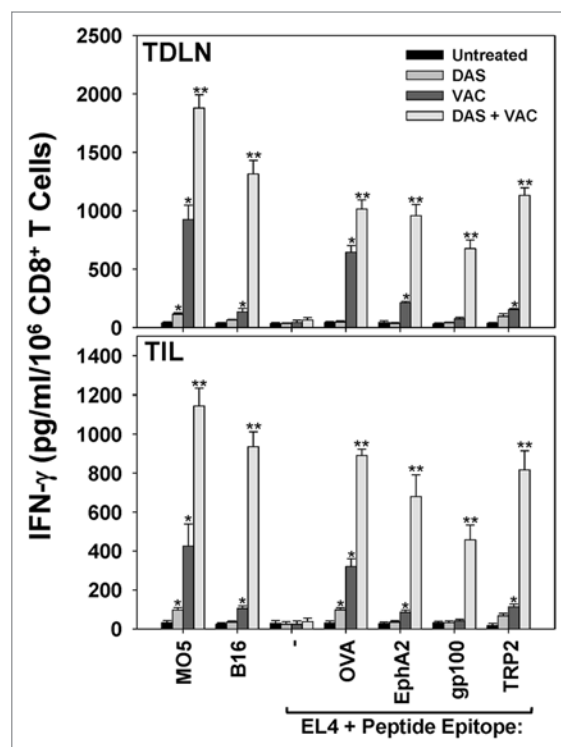 TDLN
Untreated
DAS
VAC
DAS + VAC
2500
2000
1500
1000
500
0
TIL
1400
1200
1000
800
600
400
200
0
IFN-γ (pg/ml/10⁶ CD8⁺ T Cells)
* ** * ** * ** * ** ** * **
* * ** * ** * * ** * ** ** * **
MO5
B16
-
OVA
EphA2
gp100
TRP2
EL4 + Peptide Epitope: